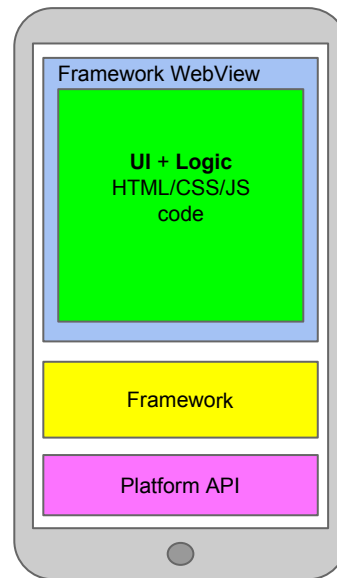 Framework WebView
UI + Logic
HTML/CSS/JS
code
Framework
Platform API